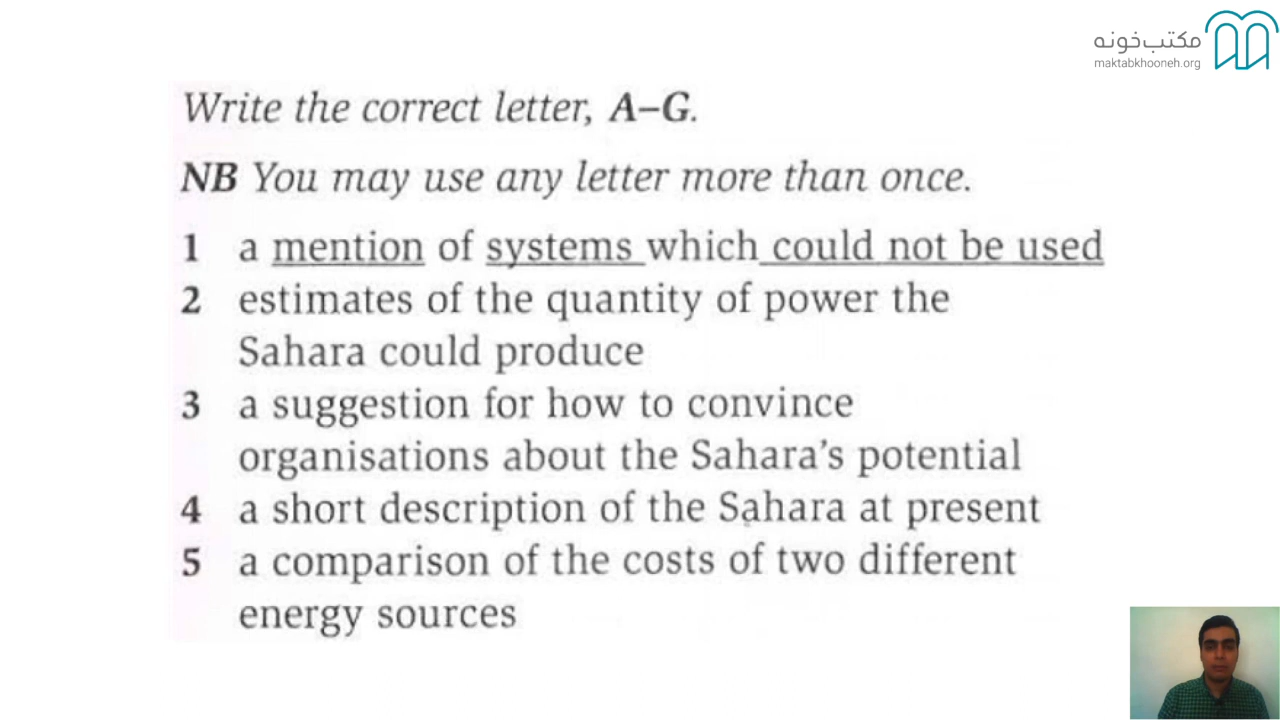 مکتب‌خونه
maktabkhooneh.org
Write the correct letter, A–G.
NB You may use any letter more than once.
1 a mention of systems which could not be used
2 estimates of the quantity of power the
Sahara could produce
3 a suggestion for how to convince
organisations about the Sahara's potential
4 a short description of the Sahara at present
5 a comparison of the costs of two different
energy sources